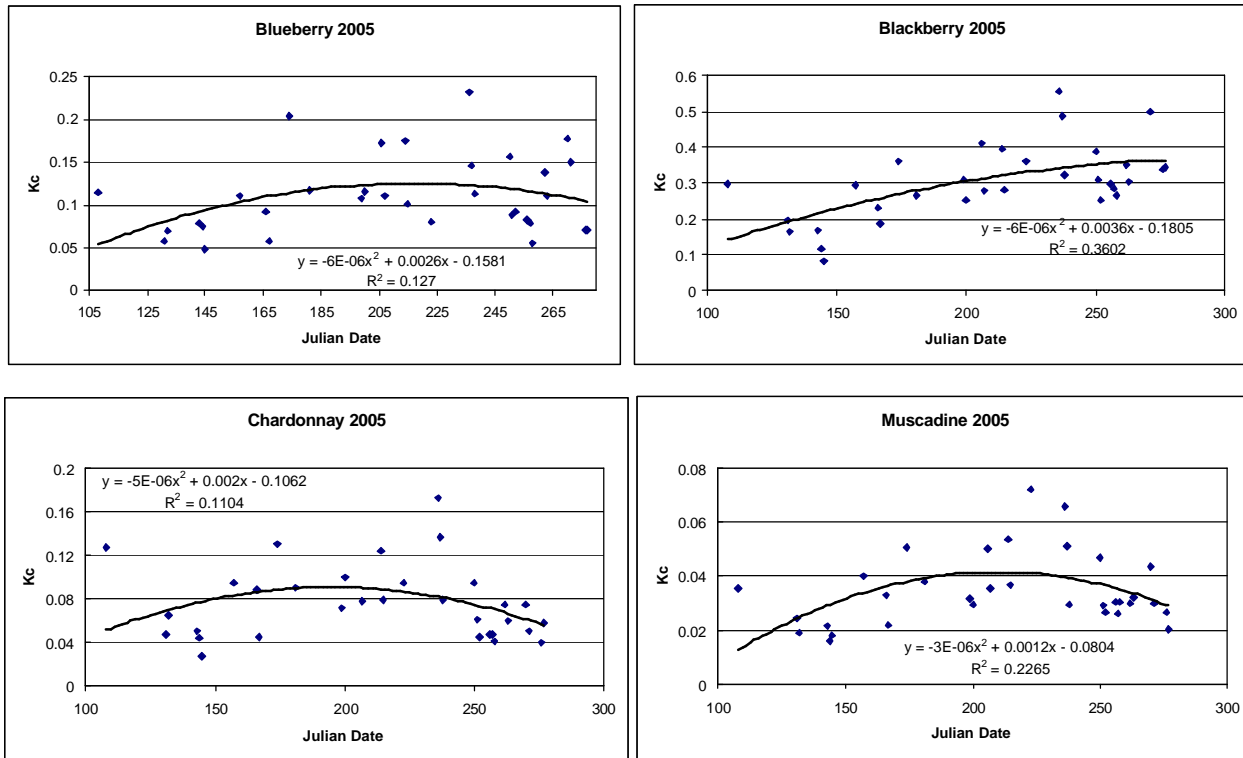 Blueberry 2005
0.25
0.2
0.15
0.1
0.05
0
Kc
y = -6E-06x² + 0.0026x - 0.1581
R² = 0.127
105 125 145 165 185 205 225 245 265
Julian Date
Blackberry 2005
0.6
0.5
0.4
0.3
0.2
0.1
0
Kc
y = -6E-06x² + 0.0036x - 0.1805
R² = 0.3602
100 150 200 250 300
Julian Date
Chardonnay 2005
y = -5E-06x² + 0.002x - 0.1062
R² = 0.1104
0.2
0.16
0.12
0.08
0.04
0
Kc
100 150 200 250 300
Julian Date
Muscadine 2005
0.08
0.06
0.04
0.02
0
Kc
y = -3E-06x² + 0.0012x - 0.0804
R² = 0.2265
100 150 200 250 300
Julian Date